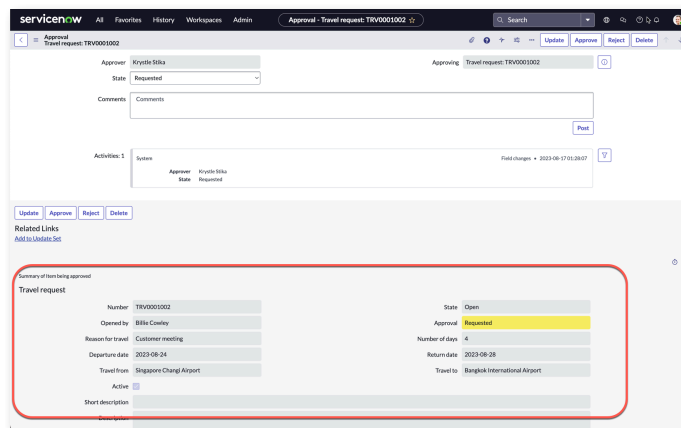 servicenow All Favorites History Workspaces Admin Approval - Travel request: TRV0001002 Search
Approval
Travel request: TRV0001002
Update Approve Reject Delete
Approver Krystle Stika Approving Travel request: TRV0001002
State Requested
Comments Comments
Post
Activities: 1 System Field changes • 2023-08-17 01:28:07
Approver Krystle Stika
State Requested
Update Approve Reject Delete
Related Links
Add to Update Set
Summary of Item being approved
Travel request
Number TRV0001002 State Open
Opened by Billie Cowley Approval Requested
Reason for travel Customer meeting Number of days 4
Departure date 2023-08-24 Return date 2023-08-28
Travel from Singapore Changi Airport Travel to Bangkok International Airport
Active
Short description
Description